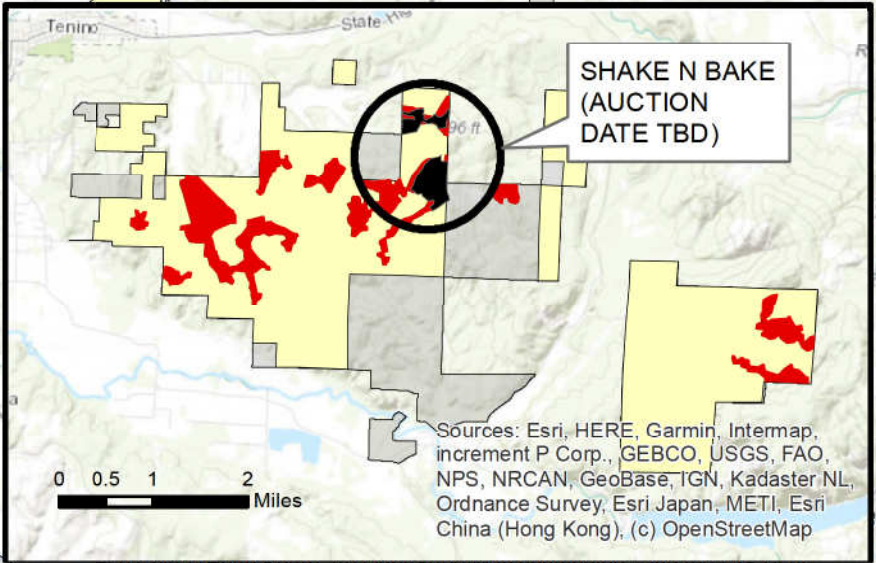 Tenino
State Hig
SHAKE N BAKE
(AUCTION
DATE TBD)
96 ft
R
a
Sources: Esri, HERE, Garmin, Intermap,
increment P Corp., GEBCO, USGS, FAO,
NPS, NRCAN, GeoBase, IGN, Kadaster NL,
Ordnance Survey, Esri Japan, METI, Esri
China (Hong Kong), (c) OpenStreetMap
0 0.5 1 2
Miles